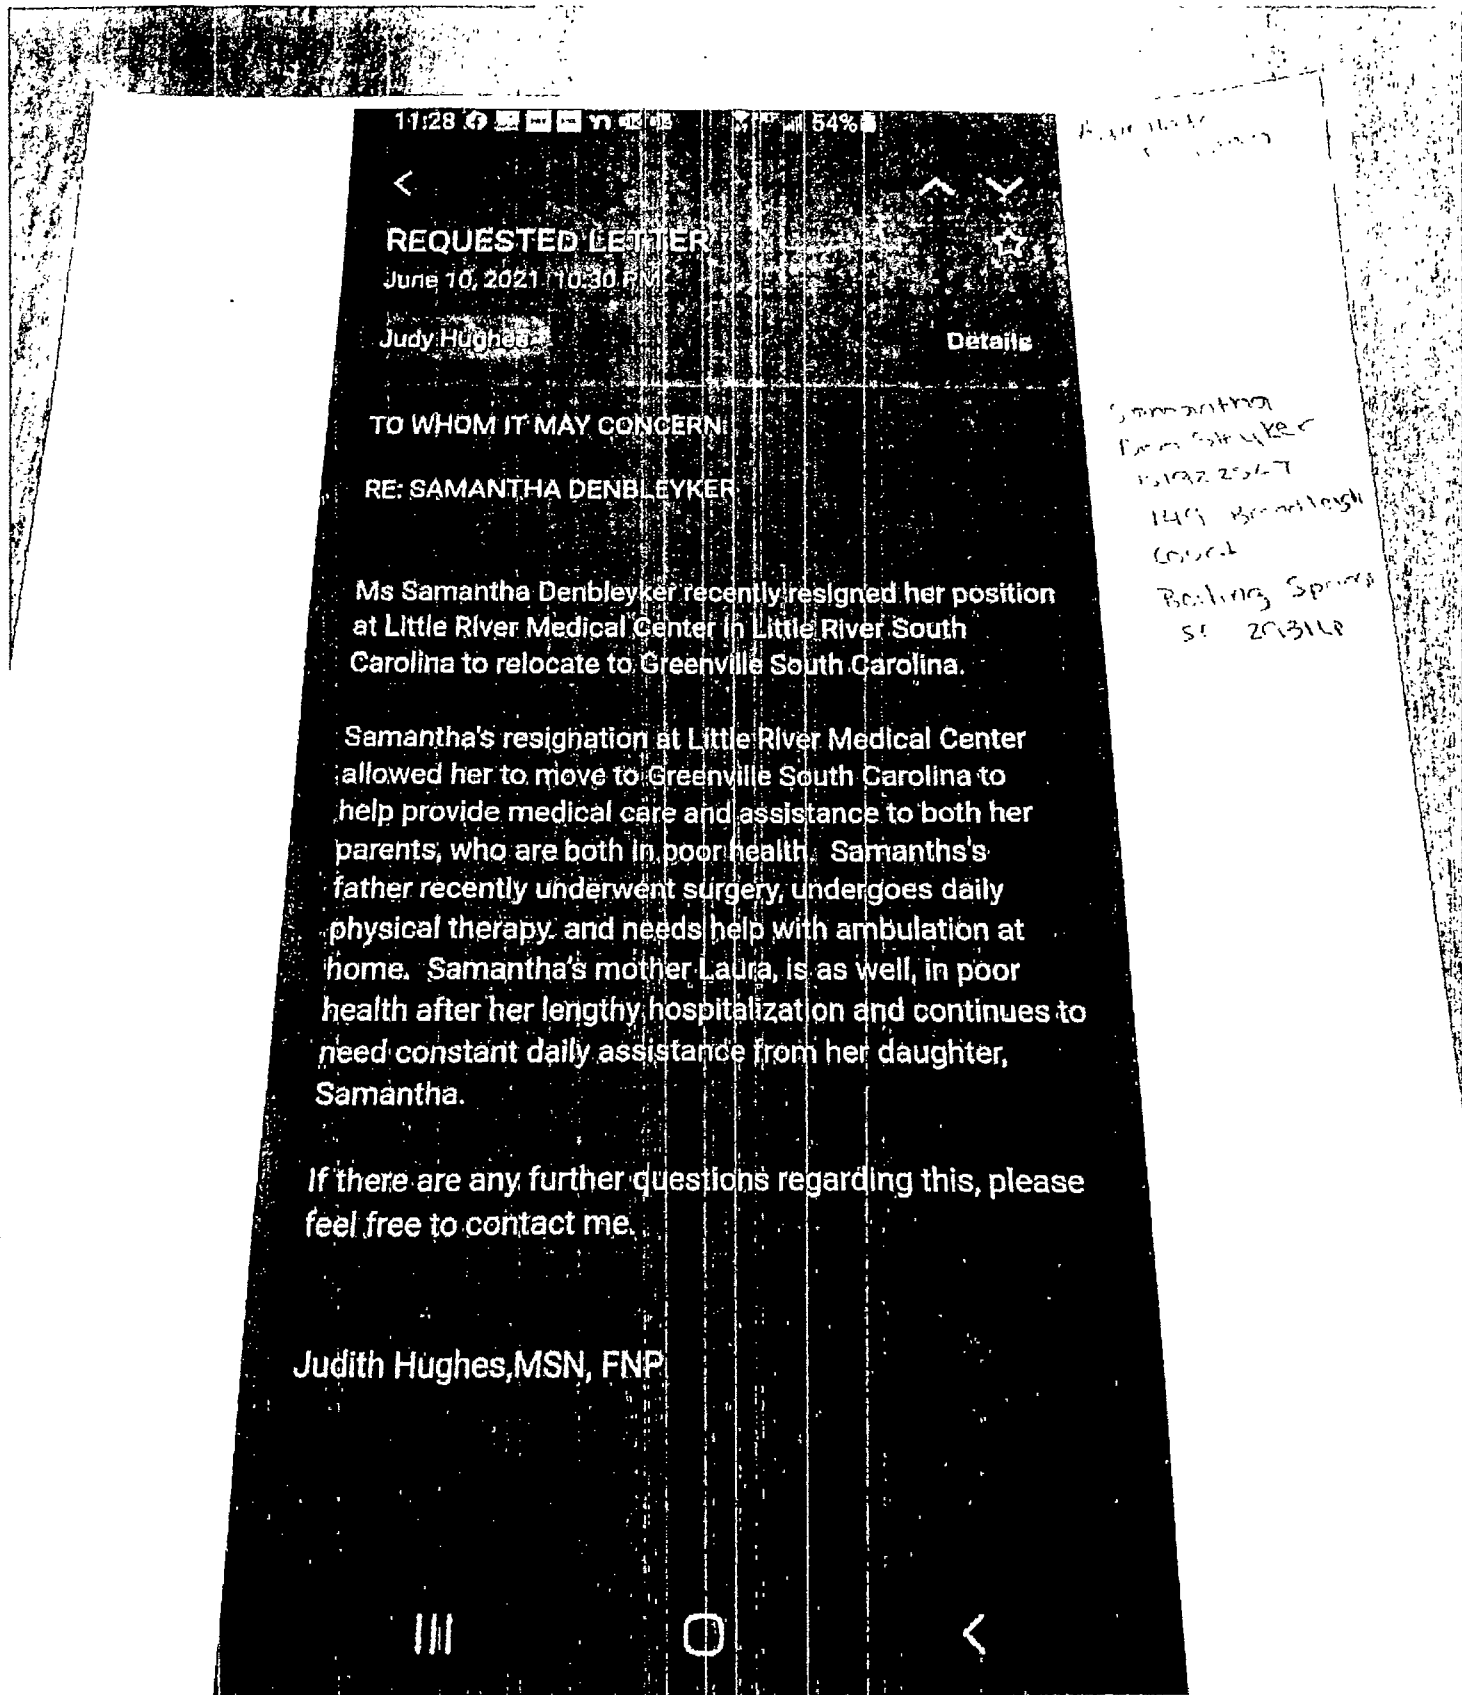 11:28 54%
REQUESTED LETTER
June 10, 2021 10:30 PM
Judy Hughes
Details
TO WHOM IT MAY CONCERN:
RE: SAMANTHA DENBLEYKER
Ms Samantha Denbleyker recently resigned her position
at Little River Medical Center in Little River South
Carolina to relocate to Greenville South Carolina.
Samantha's resignation at Little River Medical Center
allowed her to move to Greenville South Carolina to
help provide medical care and assistance to both her
parents, who are both in poor health. Samanths's
father recently underwent surgery, undergoes daily
physical therapy. and needs help with ambulation at
home. Samantha's mother Laura, is as well, in poor
health after her lengthy hospitalization and continues to
need constant daily assistance from her daughter,
Samantha.
If there are any further questions regarding this, please
feel free to contact me.
Judith Hughes,MSN, FNP
Samantha
Court
Boiling Springs